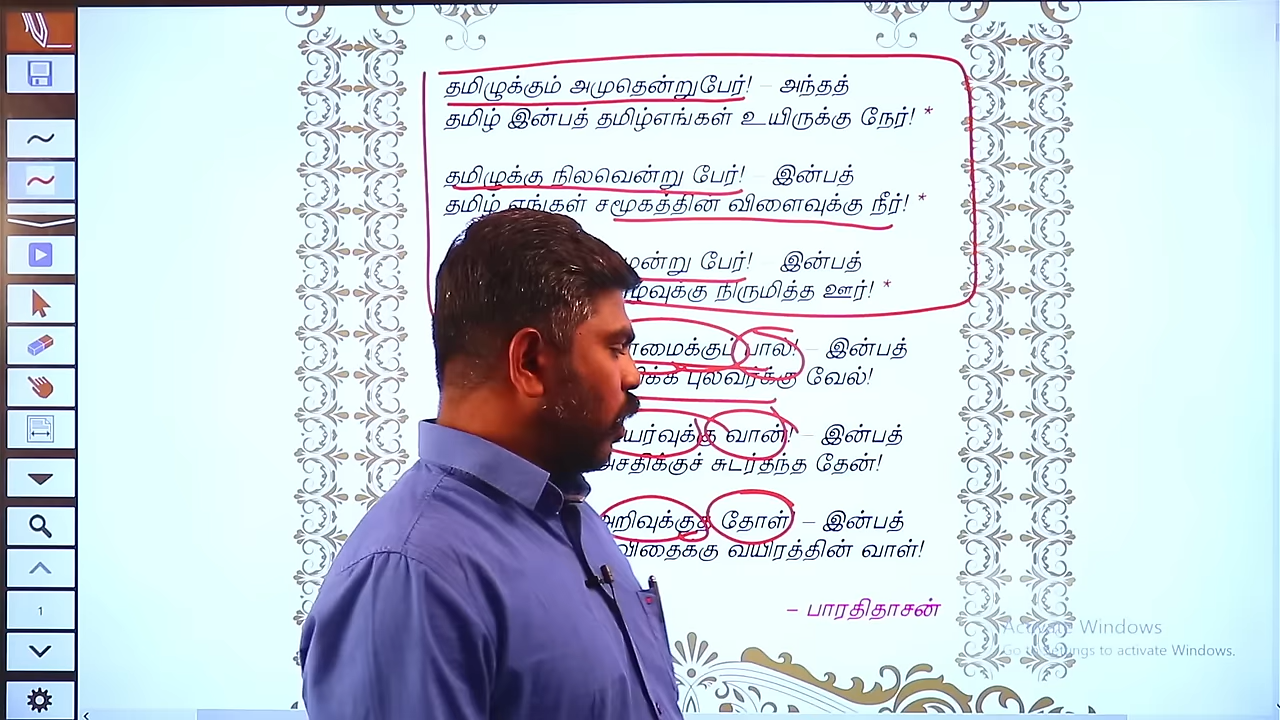 தமிழுக்கும் அமுதென்றுபேர்! – அந்தத்
தமிழ் இன்பத் தமிழ்எங்கள் உயிருக்கு நேர்! *
தமிழுக்கு நிலவென்று பேர்! – இன்பத்
தமிழ் எங்கள் சமூகத்தின் விளைவுக்கு நீர்! *
பேர்! இன்பத்
நிருமித்த ஊர்! *
பால்! – இன்பத்
புலவர்க்கு வேல்!
வான்! – இன்பத்
அசதிக்குச் சுடர்தந்த தேன்!
அறிவுக்குத் தோள்! – இன்பத்
வயிரத்தின் வாள்!
– பாரதிதாசன்
Activate Windows
Go to Settings to activate Windows.
1